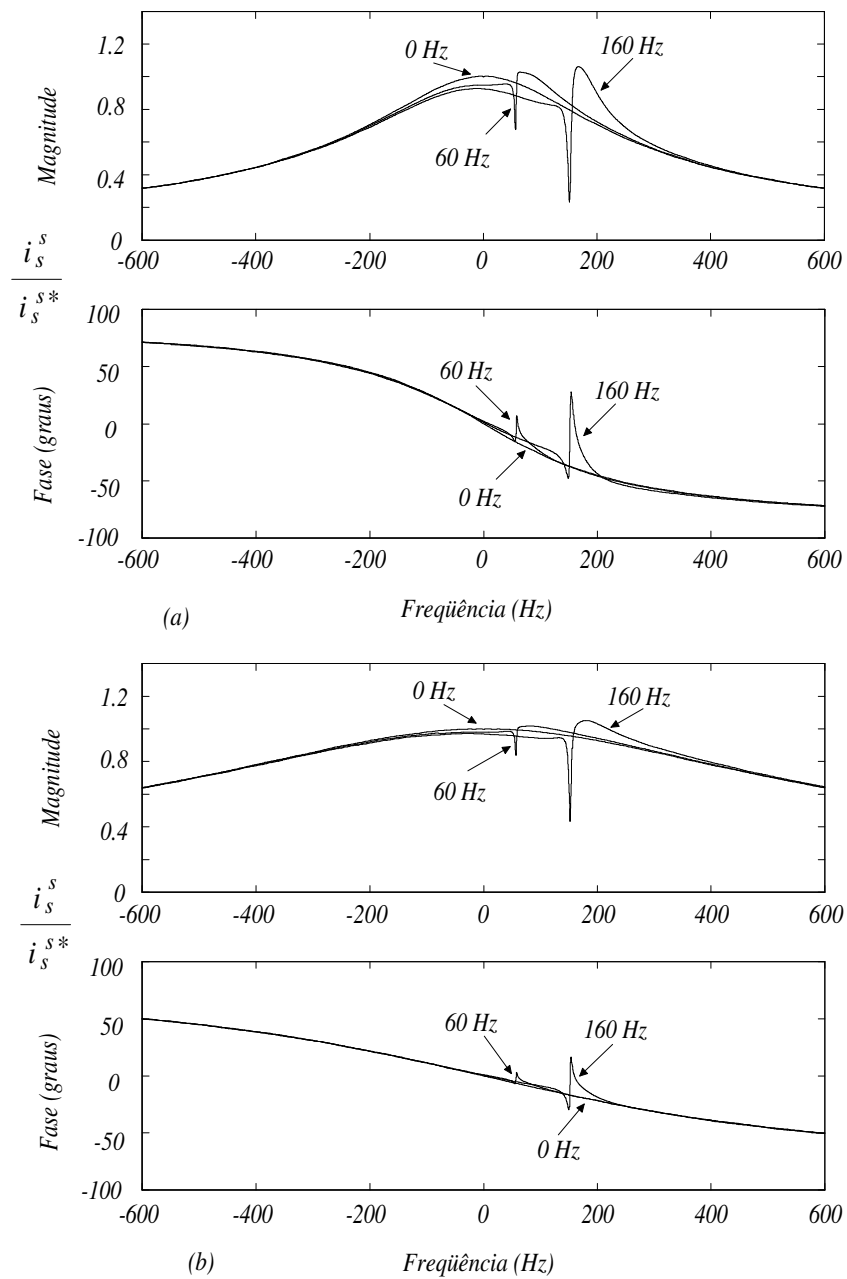 1.2
0.8
0.4
0
Magnitude
0 Hz
160 Hz
60 Hz
-600 -400 -200 0 200 400 600
i_s^s
i_s^s*
100
50
0
-50
-100
Fase (graus)
60 Hz
160 Hz
0 Hz
-600 -400 -200 0 200 400 600
(a) Freqüência (Hz)
1.2
0.8
0.4
0
Magnitude
0 Hz
160 Hz
60 Hz
-600 -400 -200 0 200 400 600
i_s^s
i_s^s*
100
50
0
-50
-100
Fase (graus)
60 Hz
160 Hz
0 Hz
-600 -400 -200 0 200 400 600
(b) Freqüência (Hz)